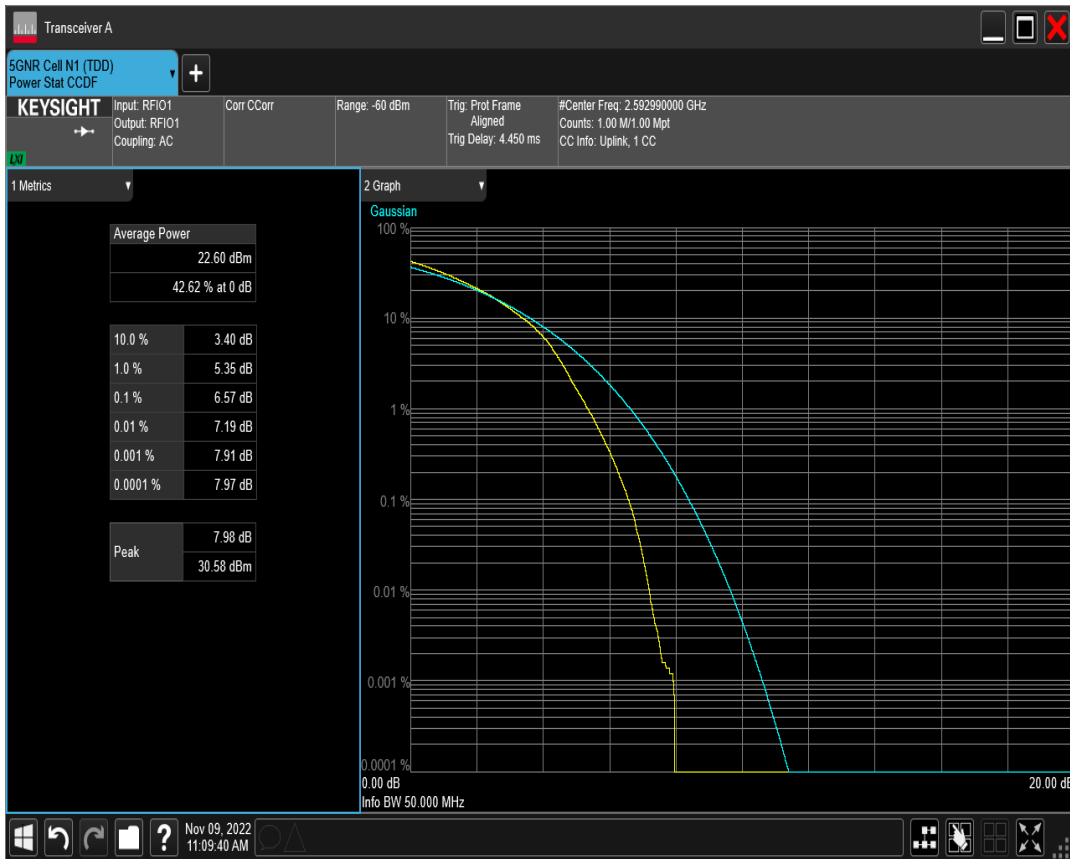 Transceiver A
5GNR Cell N1 (TDD)
Power Stat CCDF
+
KEYSIGHT
LXI
Input: RFIO1
Output: RFIO1
Coupling: AC
Corr CCorr
Range: -60 dBm
Trig: Prot Frame
Aligned
Trig Delay: 4.450 ms
#Center Freq: 2.592990000 GHz
Counts: 1.00 M/1.00 Mpt
CC Info: Uplink, 1 CC
1 Metrics
Average Power
22.60 dBm
42.62 % at 0 dB
10.0 % 3.40 dB
1.0 % 5.35 dB
0.1 % 6.57 dB
0.01 % 7.19 dB
0.001 % 7.91 dB
0.0001 % 7.97 dB
Peak 7.98 dB
30.58 dBm
2 Graph
Gaussian
100 %
10 %
1 %
0.1 %
0.01 %
0.001 %
0.0001 %
0.00 dB 20.00 dB
Info BW 50.000 MHz
?
Nov 09, 2022
11:09:40 AM